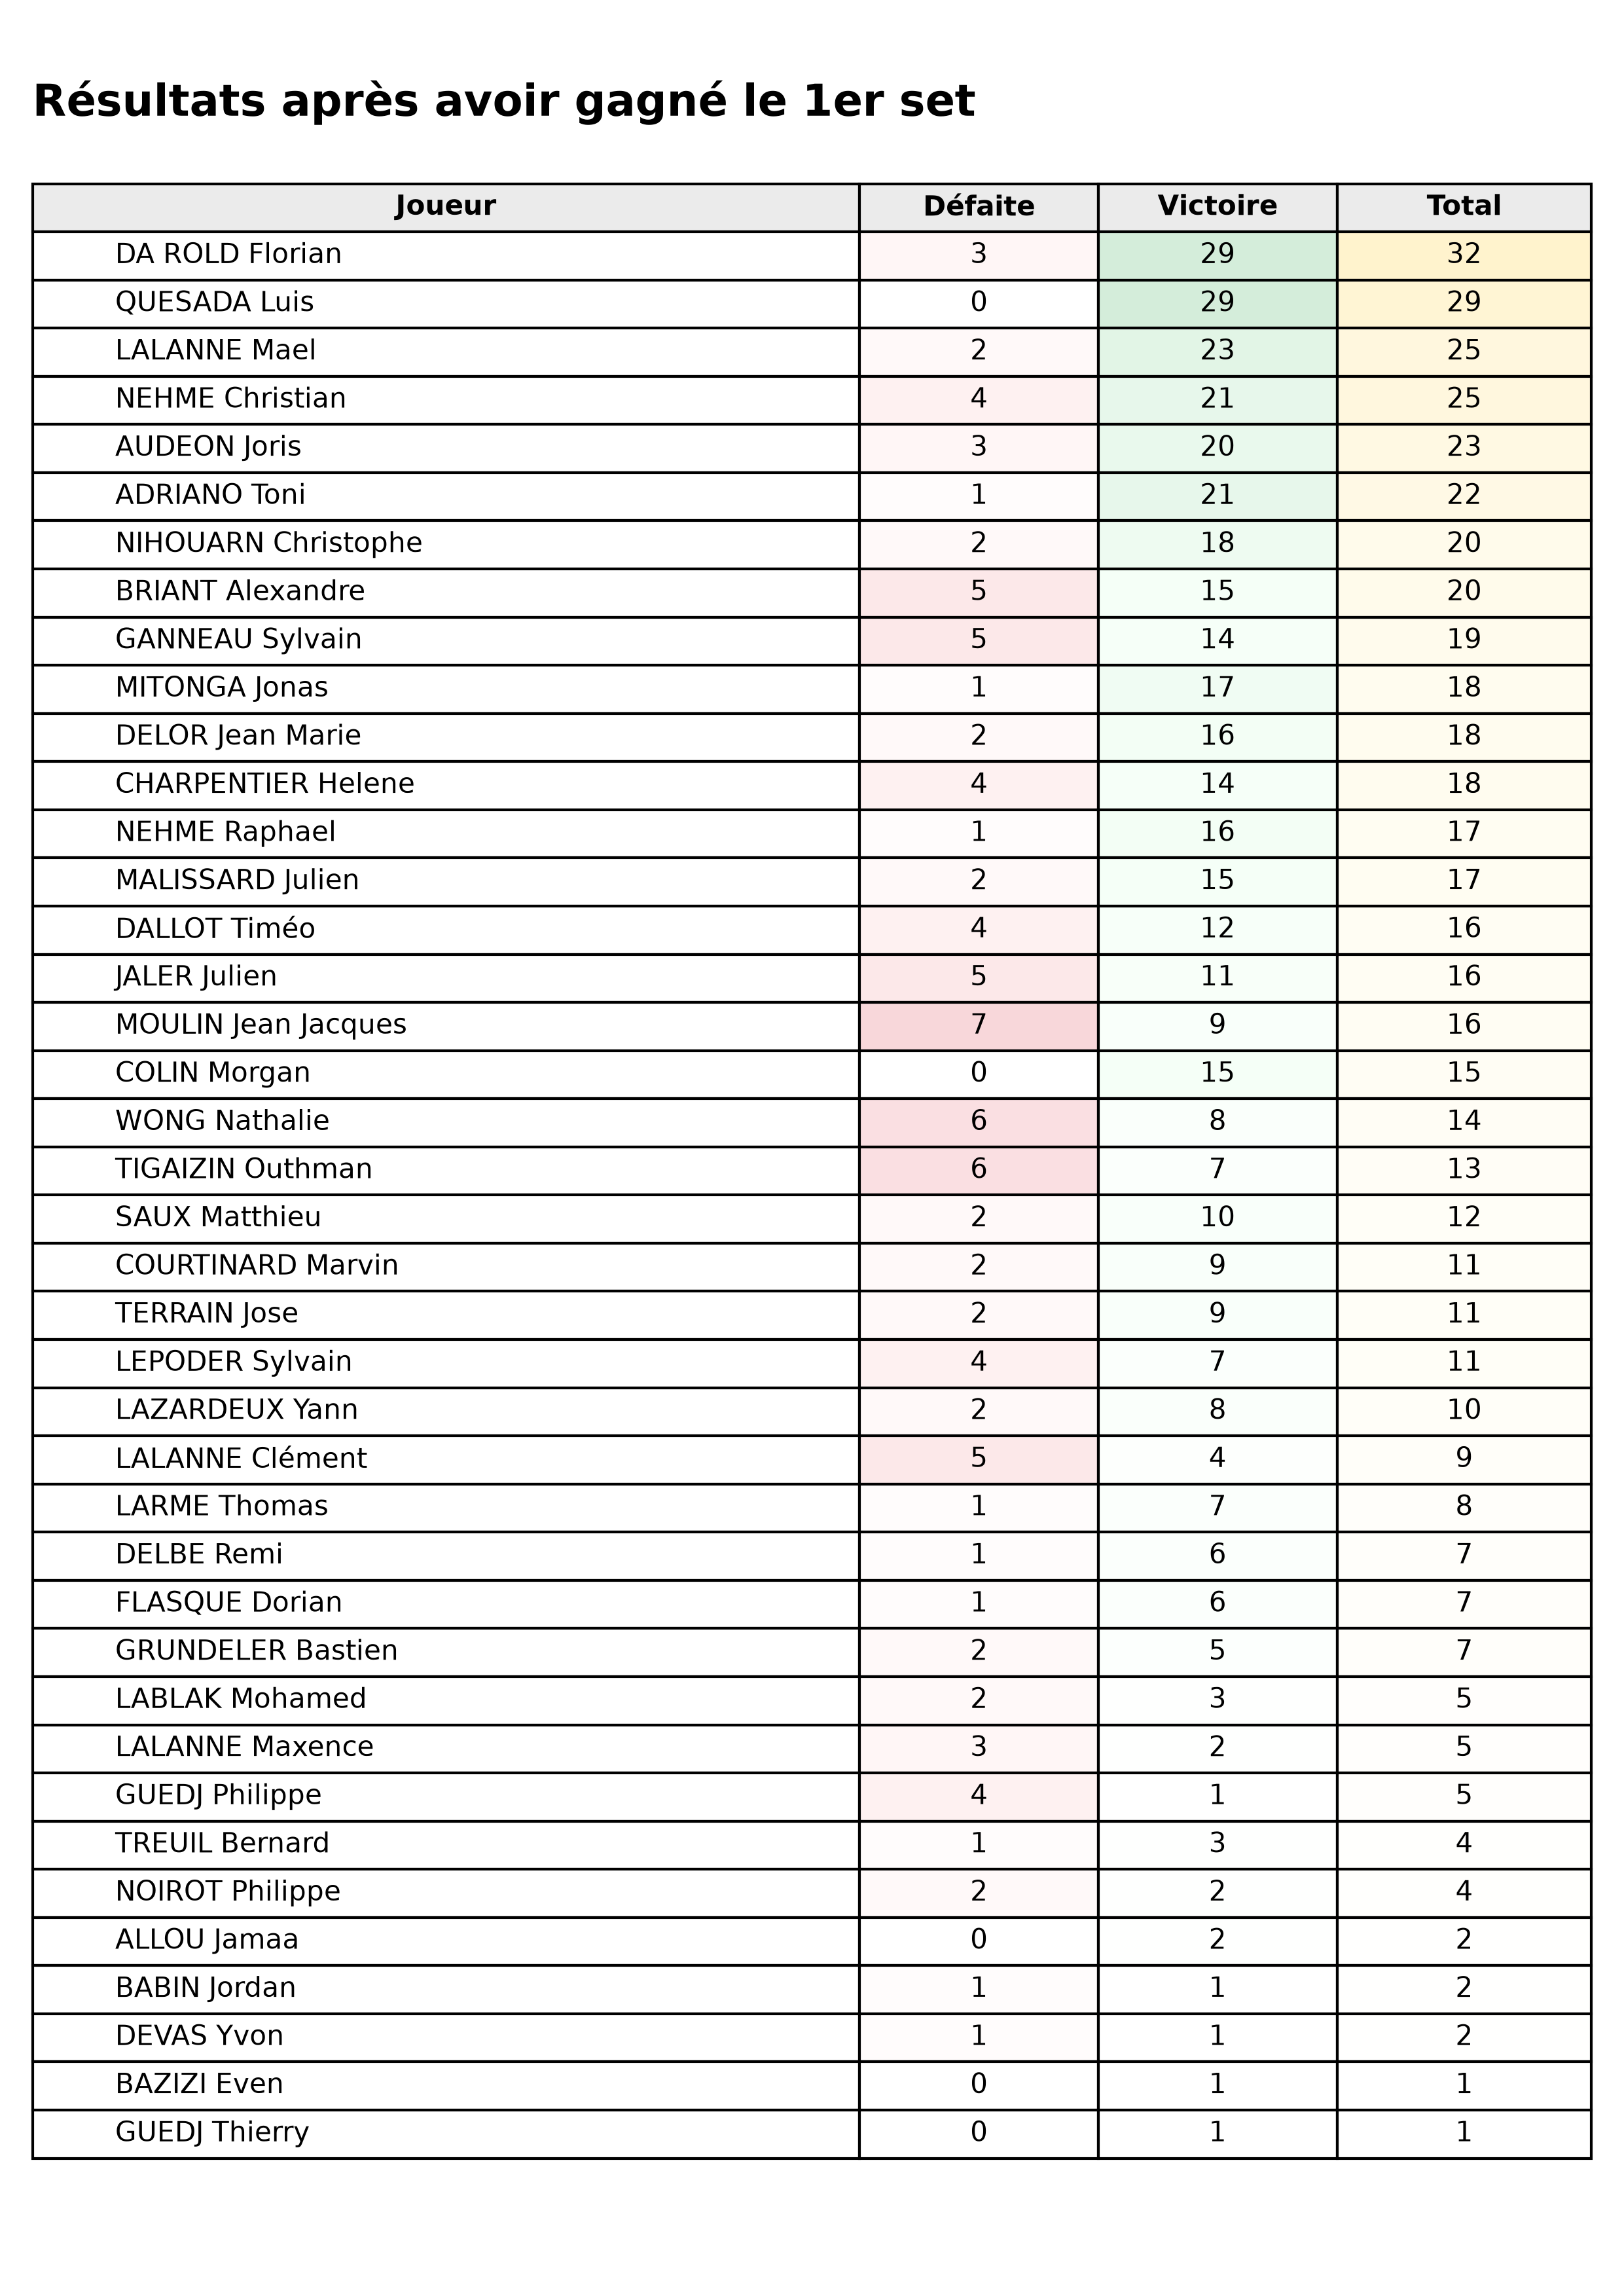 Résultats après avoir gagné le 1er set
Joueur Défaite Victoire Total
DA ROLD Florian 3 29 32
QUESADA Luis 0 29 29
LALANNE Mael 2 23 25
NEHME Christian 4 21 25
AUDEON Joris 3 20 23
ADRIANO Toni 1 21 22
NIHOUARN Christophe 2 18 20
BRIANT Alexandre 5 15 20
GANNEAU Sylvain 5 14 19
MITONGA Jonas 1 17 18
DELOR Jean Marie 2 16 18
CHARPENTIER Helene 4 14 18
NEHME Raphael 1 16 17
MALISSARD Julien 2 15 17
DALLOT Timéo 4 12 16
JALER Julien 5 11 16
MOULIN Jean Jacques 7 9 16
COLIN Morgan 0 15 15
WONG Nathalie 6 8 14
TIGAIZIN Outhman 6 7 13
SAUX Matthieu 2 10 12
COURTINARD Marvin 2 9 11
TERRAIN Jose 2 9 11
LEPODER Sylvain 4 7 11
LAZARDEUX Yann 2 8 10
LALANNE Clément 5 4 9
LARME Thomas 1 7 8
DELBE Remi 1 6 7
FLASQUE Dorian 1 6 7
GRUNDELER Bastien 2 5 7
LABLAK Mohamed 2 3 5
LALANNE Maxence 3 2 5
GUEDJ Philippe 4 1 5
TREUIL Bernard 1 3 4
NOIROT Philippe 2 2 4
ALLOU Jamaa 0 2 2
BABIN Jordan 1 1 2
DEVAS Yvon 1 1 2
BAZIZI Even 0 1 1
GUEDJ Thierry 0 1 1